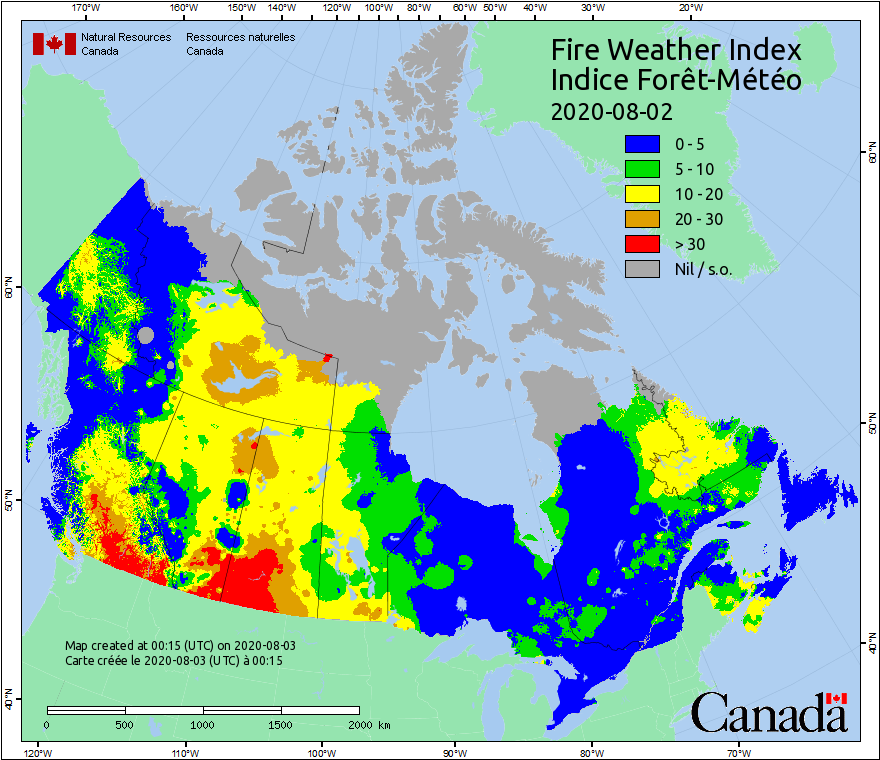 170°W 160°W 150°W 140°W 120°W 100°W 80°W 60°W 50°W 40°W 30°W 20°W
Natural Resources Ressources naturelles
Canada Canada
Fire Weather Index
Indice Forêt-Météo
2020-08-02
0 - 5
5 - 10
10 - 20
20 - 30
> 30
Nil / s.o.
60°N
60°N
50°N
50°N
40°N
40°N
Map created at 00:15 (UTC) on 2020-08-03
Carte créée le 2020-08-03 (UTC) à 00:15
0 500 1000 1500 2000 km
Canada
120°W 110°W 100°W 90°W 80°W 70°W